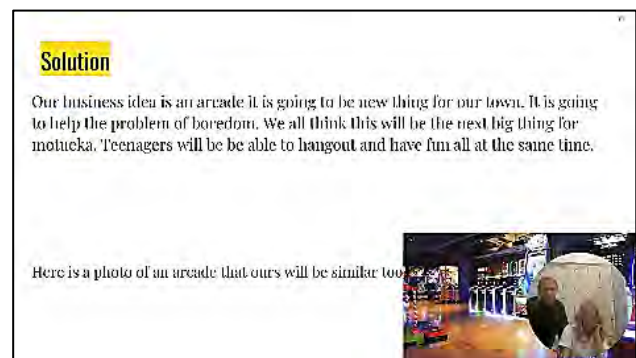 Solution
Our business idea is an arcade it is going to be new thing for our town. It is going
to help the problem of boredom. We all think this will be the next big thing for
motueka. Teenagers will be be able to hangout and have fun all at the same time.
Here is a photo of an arcade that ours will be similar too